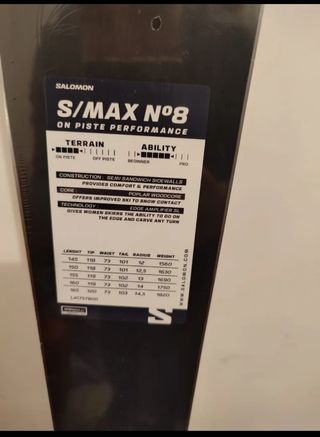 SALOMON
S/MAX Nº8
ON PISTE PERFORMANCE
TERRAIN ABILITY
ON PISTE OFF PISTE BEGINNER PRO
CONSTRUCTION SEMI SANDWICH SIDEWALLS
PROVIDES COMFORT & PERFORMANCE
CORE POPLAR WOODCORE
OFFERS IMPROVED SKI TO SNOW CONTACT
TECHNOLOGY EDGE AMPLIFIER SL
GIVES WOMEN SKIERS THE ABILITY TO GO ON
THE EDGE AND CARVE ANY TURN
LENGHT TIP WAIST TAIL RADIUS WEIGHT
145 118 73 101 12 1560
150 118 73 101 12,5 1630
155 119 73 102 13 1690
160 119 73 102 14 1750
165 120 73 103 14,3 1820
WWW.SALOMON.COM
S